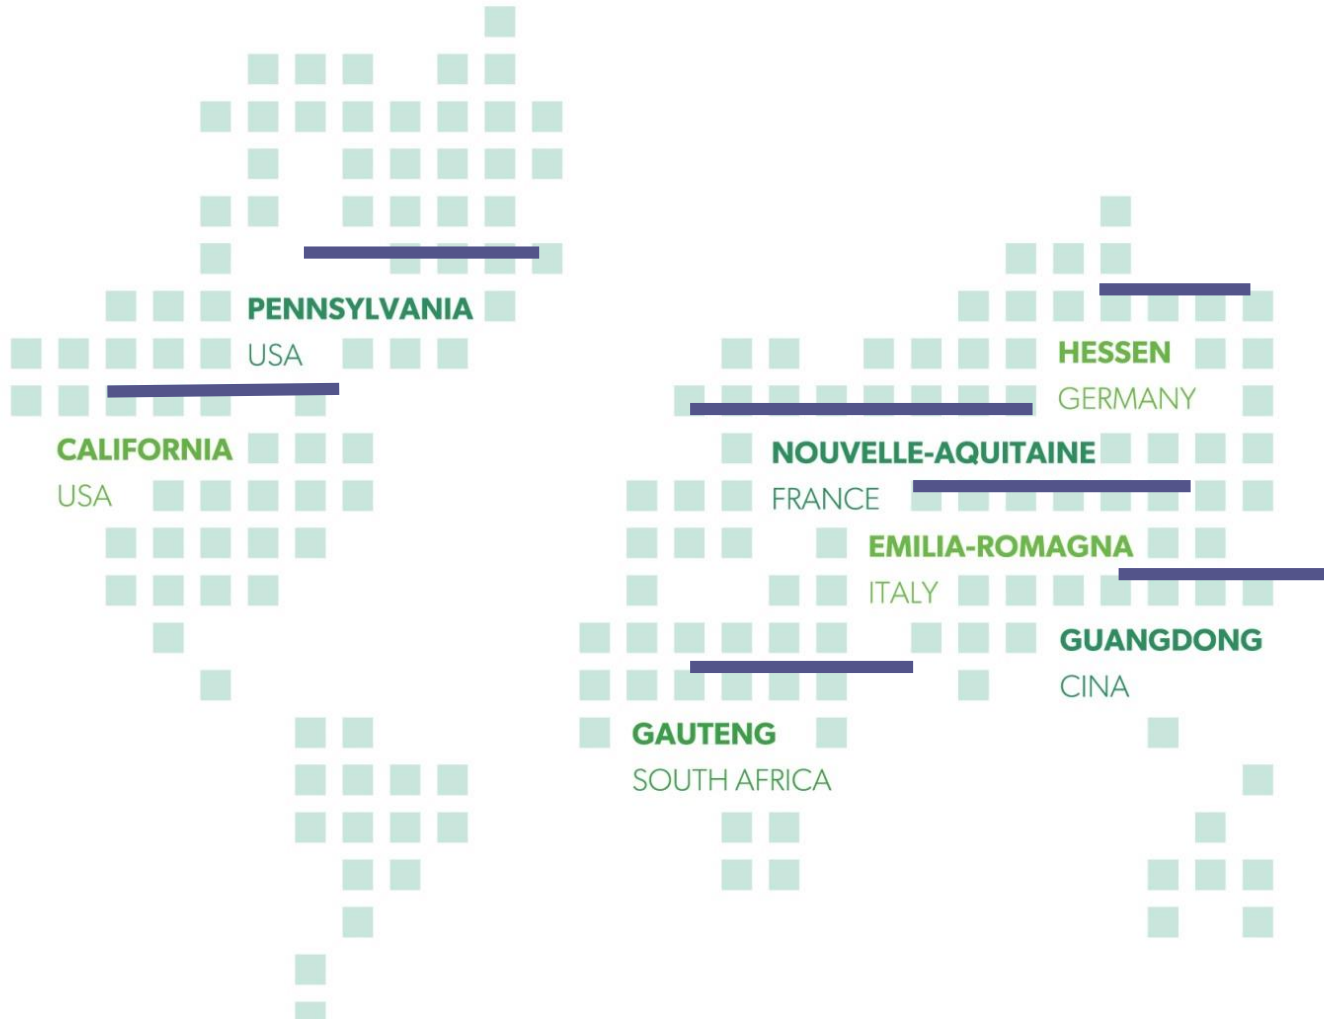 PENNSYLVANIA
USA
CALIFORNIA
USA
HESSEN
GERMANY
NOUVELLE-AQUITAINE
FRANCE
EMILIA-ROMAGNA
ITALY
GUANGDONG
CINA
GAUTENG
SOUTH AFRICA